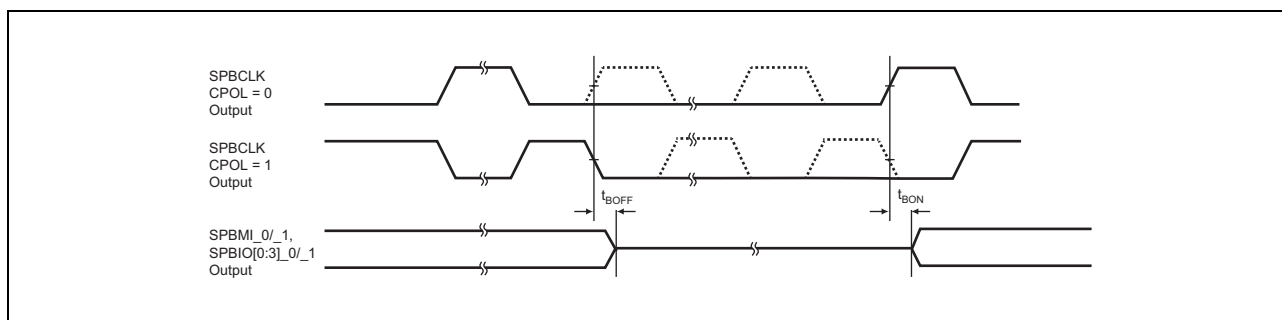 SPBCLK
CPOL = 0
Output
SPBCLK
CPOL = 1
Output
tBOFF
tBON
SPBMI_0/_1,
SPBIO[0:3]_0/_1
Output